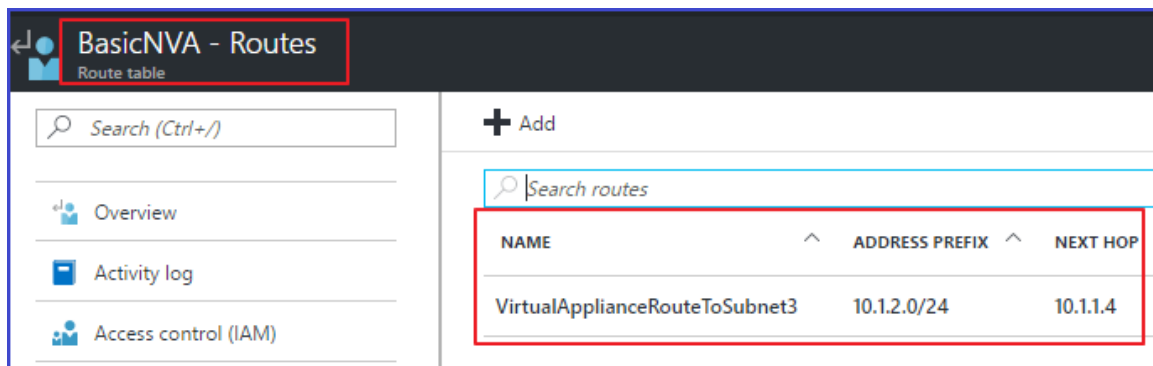 BasicNVA - Routes
Route table
Search (Ctrl+/)
Overview
Activity log
Access control (IAM)
Add
Search routes
NAME ADDRESS PREFIX NEXT HOP
VirtualApplianceRouteToSubnet3 10.1.2.0/24 10.1.1.4